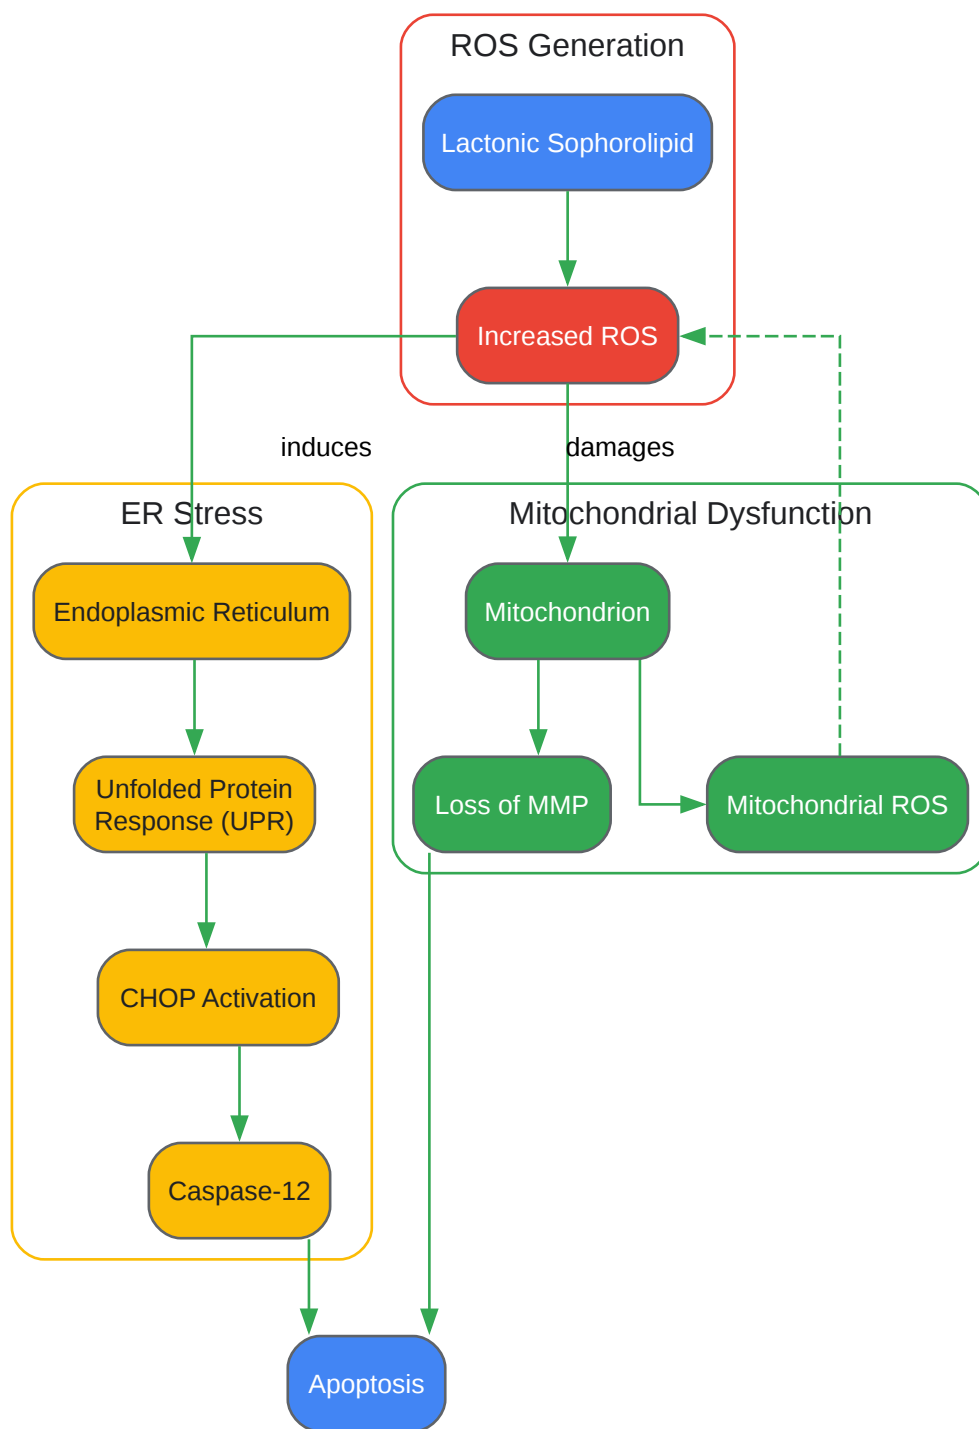 ROS Generation
Lactonic Sophorolipid
Increased ROS
induces
damages
ER Stress
Endoplasmic Reticulum
Unfolded Protein
Response (UPR)
CHOP Activation
Caspase-12
Mitochondrial Dysfunction
Mitochondrion
Loss of MMP
Mitochondrial ROS
Apoptosis